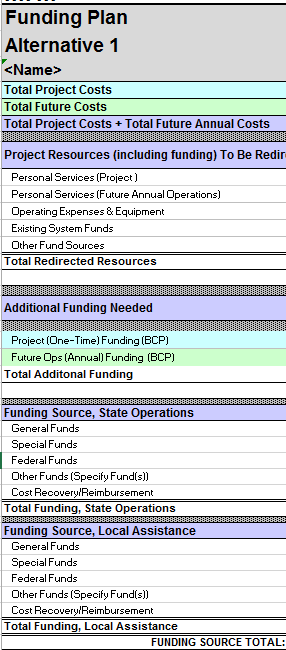 Funding Plan
Alternative 1
<Name>
Total Project Costs
Total Future Costs
Total Project Costs + Total Future Annual Costs
Project Resources (including funding) To Be Redir
Personal Services (Project )
Personal Services (Future Annual Operations)
Operating Expenses & Equipment
Existing System Funds
Other Fund Sources
Total Redirected Resources
Additional Funding Needed
Project (One-Time) Funding (BCP)
Future Ops (Annual) Funding (BCP)
Total Additonal Funding
Funding Source, State Operations
General Funds
Special Funds
Federal Funds
Other Funds (Specify Fund(s))
Cost Recovery/Reimbursement
Total Funding, State Operations
Funding Source, Local Assistance
General Funds
Special Funds
Federal Funds
Other Funds (Specify Fund(s))
Cost Recovery/Reimbursement
Total Funding, Local Assistance
FUNDING SOURCE TOTAL: